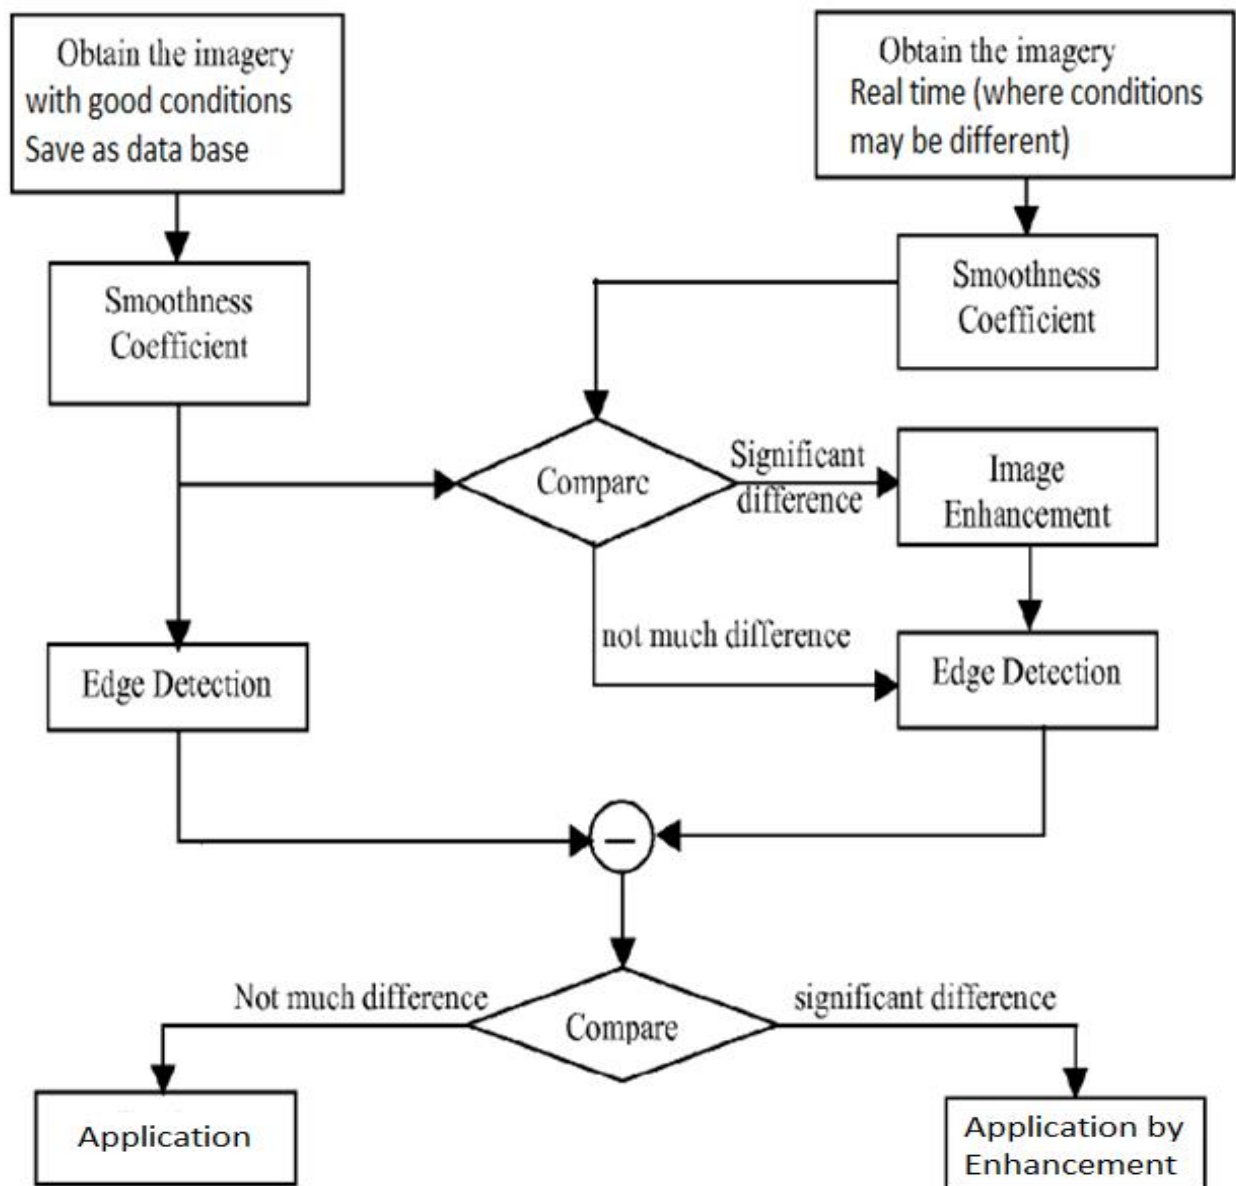 Obtain the imagery
with good conditions
Save as data base
Obtain the imagery
Real time (where conditions
may be different)
Smoothness
Coefficient
Smoothness
Coefficient
Comparc
Significant
difference
Image
Enhancement
not much difference
Edge Detection
Edge Detection
—
Not much difference
significant difference
Compare
Application
Application by
Enhancement